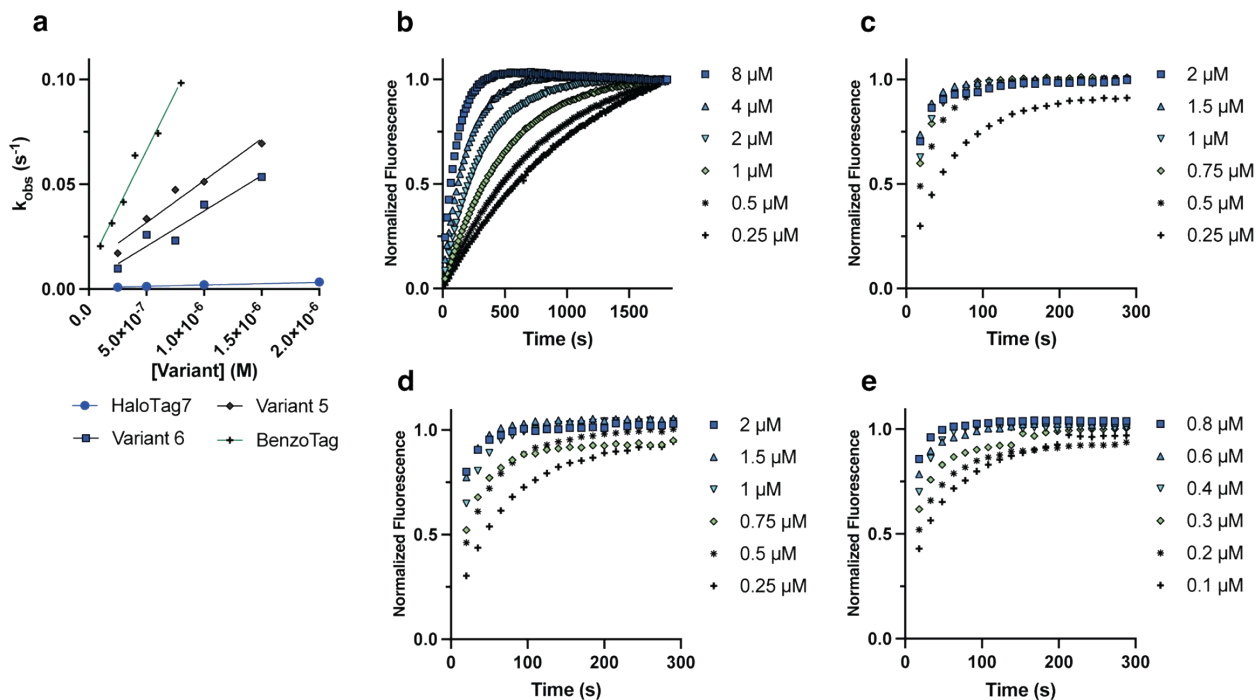 a
0.10
0.05
0.00
k_obs (s⁻¹)
0.0
5.0×10⁻⁷
1.0×10⁻⁶
1.5×10⁻⁶
2.0×10⁻⁶
[Variant] (M)
HaloTag7
Variant 5
Variant 6
BenzoTag
b
Normalized Fluorescence
1.0
0.5
0.0
0
500
1000
1500
Time (s)
8 µM
4 µM
2 µM
1 µM
0.5 µM
0.25 µM
c
Normalized Fluorescence
1.0
0.5
0.0
0
100
200
300
Time (s)
2 µM
1.5 µM
1 µM
0.75 µM
0.5 µM
0.25 µM
d
Normalized Fluorescence
1.0
0.5
0.0
0
100
200
300
Time (s)
2 µM
1.5 µM
1 µM
0.75 µM
0.5 µM
0.25 µM
e
Normalized Fluorescence
1.0
0.5
0.0
0
100
200
300
Time (s)
0.8 µM
0.6 µM
0.4 µM
0.3 µM
0.2 µM
0.1 µM